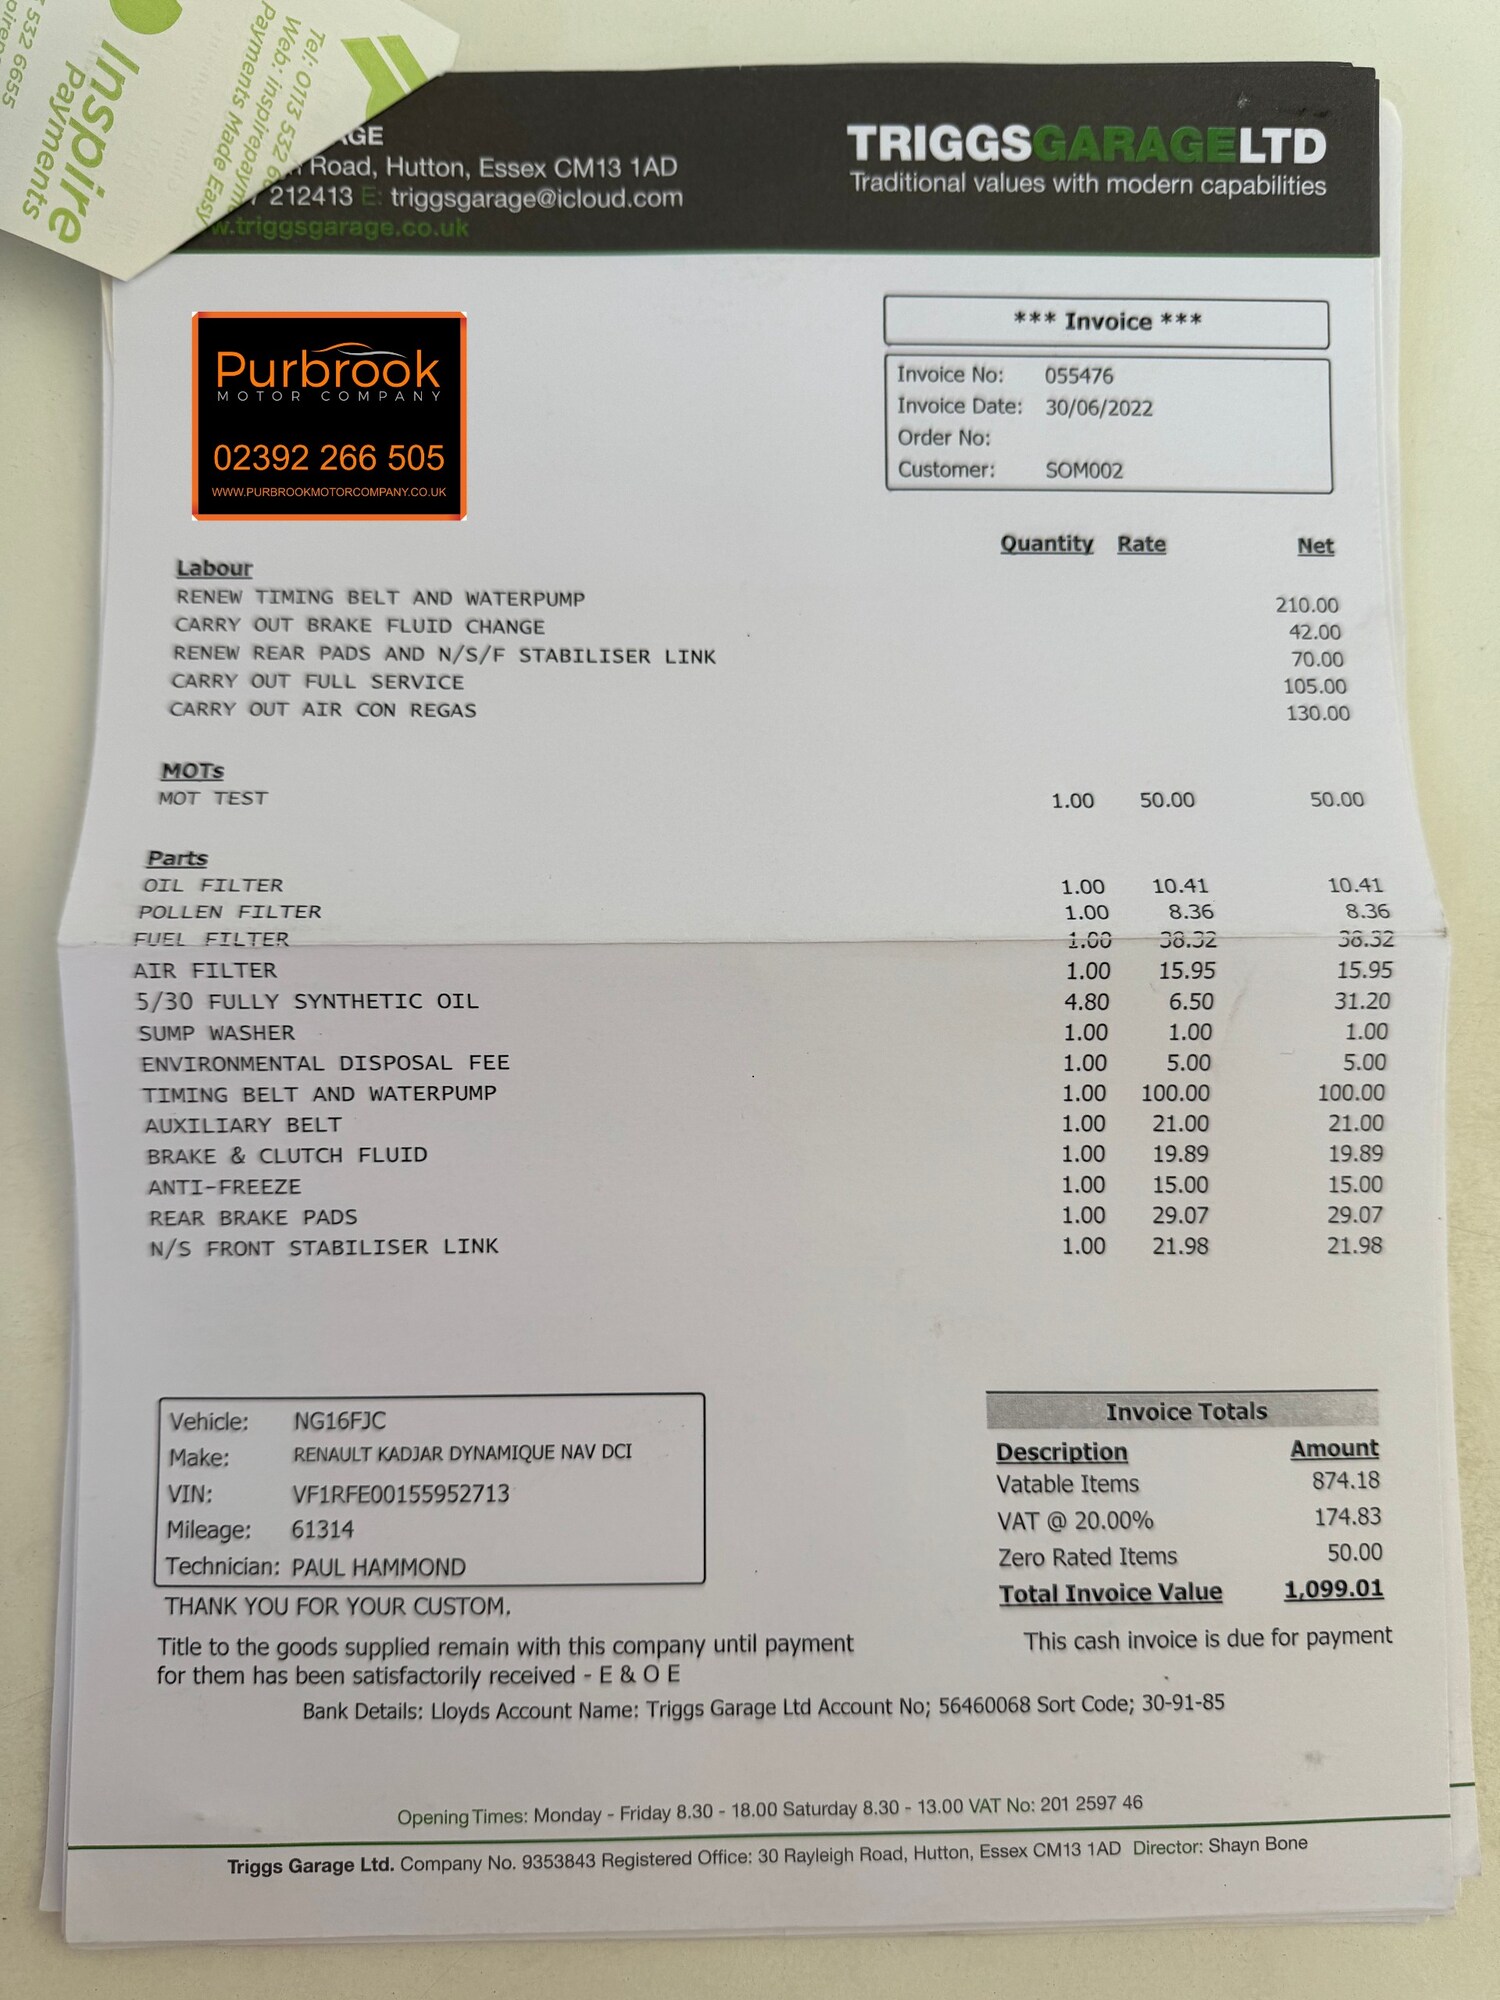 Inspire
Payments
Tel: 0113 532 66
Web: inspirepaym
Payments Made Easy
532 6655
AGE
Road, Hutton, Essex CM13 1AD
212413 E: triggsgarage@icloud.com
w.triggsgarage.co.uk
TRIGGSGARAGELTD
Traditional values with modern capabilities
Purbrook
MOTOR COMPANY
02392 266 505
WWW.PURBROOKMOTORCOMPANY.CO.UK
*** Invoice ***
Invoice No: 055476
Invoice Date: 30/06/2022
Order No:
Customer: SOM002
Quantity Rate Net
Labour
RENEW TIMING BELT AND WATERPUMP 210.00
CARRY OUT BRAKE FLUID CHANGE 42.00
RENEW REAR PADS AND N/S/F STABILISER LINK 70.00
CARRY OUT FULL SERVICE 105.00
CARRY OUT AIR CON REGAS 130.00
MOTs
MOT TEST 1.00 50.00 50.00
Parts
OIL FILTER 1.00 10.41 10.41
POLLEN FILTER 1.00 8.36 8.36
FUEL FILTER 1.00 38.32 38.32
AIR FILTER 1.00 15.95 15.95
5/30 FULLY SYNTHETIC OIL 4.80 6.50 31.20
SUMP WASHER 1.00 1.00 1.00
ENVIRONMENTAL DISPOSAL FEE 1.00 5.00 5.00
TIMING BELT AND WATERPUMP 1.00 100.00 100.00
AUXILIARY BELT 1.00 21.00 21.00
BRAKE & CLUTCH FLUID 1.00 19.89 19.89
ANTI-FREEZE 1.00 15.00 15.00
REAR BRAKE PADS 1.00 29.07 29.07
N/S FRONT STABILISER LINK 1.00 21.98 21.98
Vehicle: NG16FJC
Make: RENAULT KADJAR DYNAMIQUE NAV DCI
VIN: VF1RFE00155952713
Mileage: 61314
Technician: PAUL HAMMOND
Invoice Totals
Description Amount
Vatable Items 874.18
VAT @ 20.00% 174.83
Zero Rated Items 50.00
Total Invoice Value 1,099.01
THANK YOU FOR YOUR CUSTOM.
Title to the goods supplied remain with this company until payment
for them has been satisfactorily received - E & O E
This cash invoice is due for payment
Bank Details: Lloyds Account Name: Triggs Garage Ltd Account No; 56460068 Sort Code; 30-91-85
Opening Times: Monday - Friday 8.30 - 18.00 Saturday 8.30 - 13.00 VAT No: 201 2597 46
Triggs Garage Ltd. Company No. 9353843 Registered Office: 30 Rayleigh Road, Hutton, Essex CM13 1AD Director: Shayn Bone